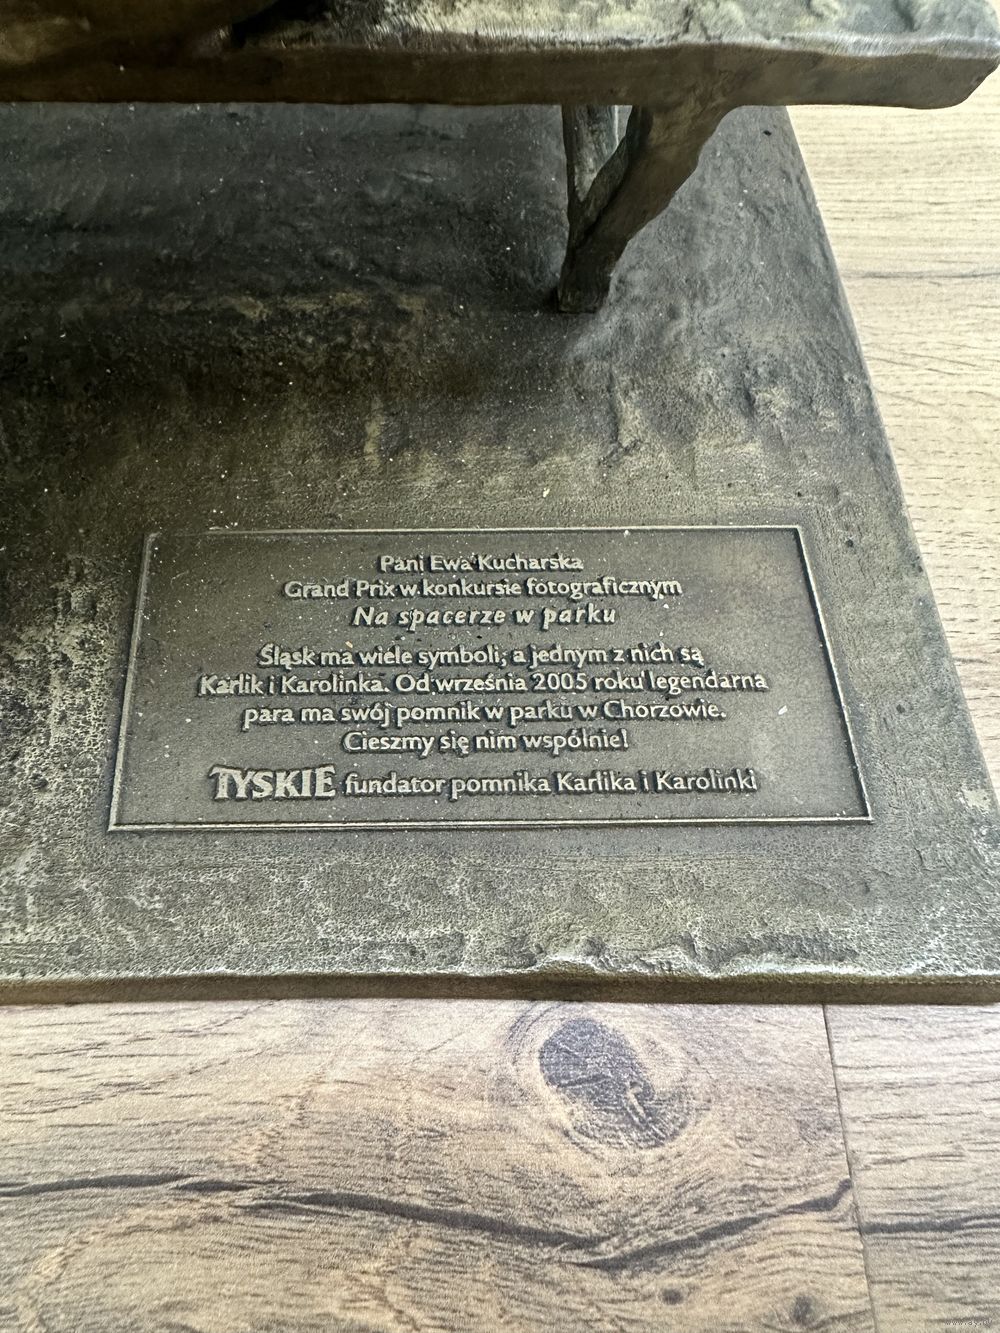 Pani Ewa Kucharska
Grand Prix w konkursie fotograficznym
Na spacerze w parku
Śląsk ma wiele symboli, a jednym z nich są
Karlik i Karolinka. Od września 2005 roku legendarna
para ma swój pomnik w parku w Chorzowie.
Cieszmy się nim wspólnie!
TYSKIE fundator pomnika Karlika i Karolinki